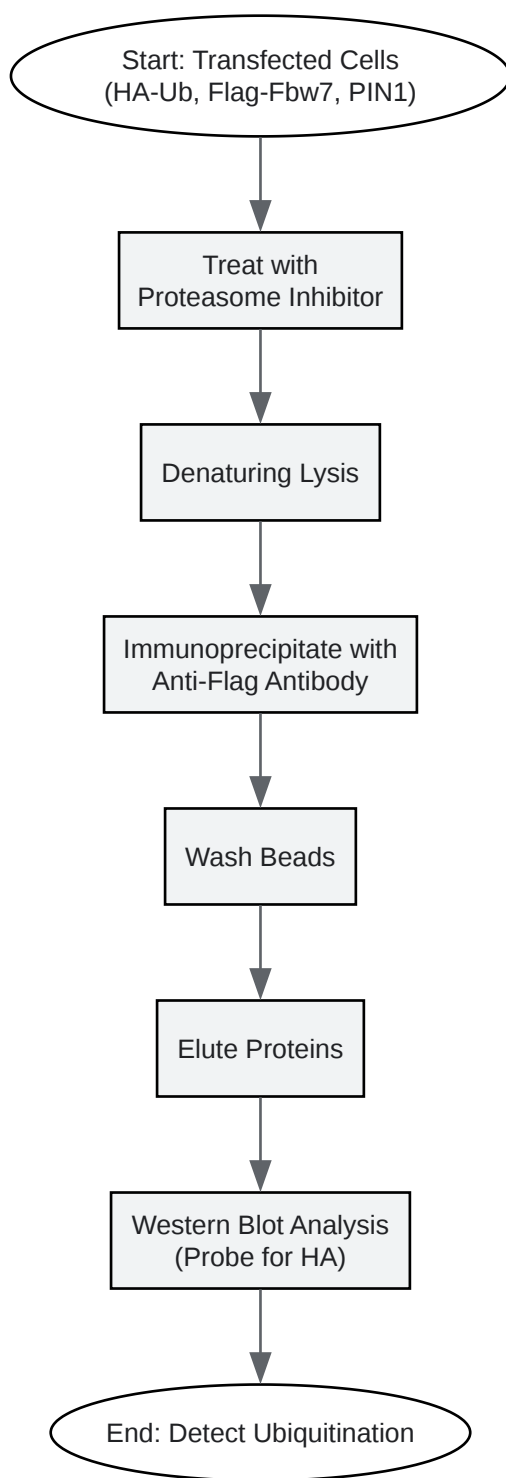 Start: Transfected Cells
(HA-Ub, Flag-Fbw7, PIN1)
Treat with
Proteasome Inhibitor
Denaturing Lysis
Immunoprecipitate with
Anti-Flag Antibody
Wash Beads
Elute Proteins
Western Blot Analysis
(Probe for HA)
End: Detect Ubiquitination